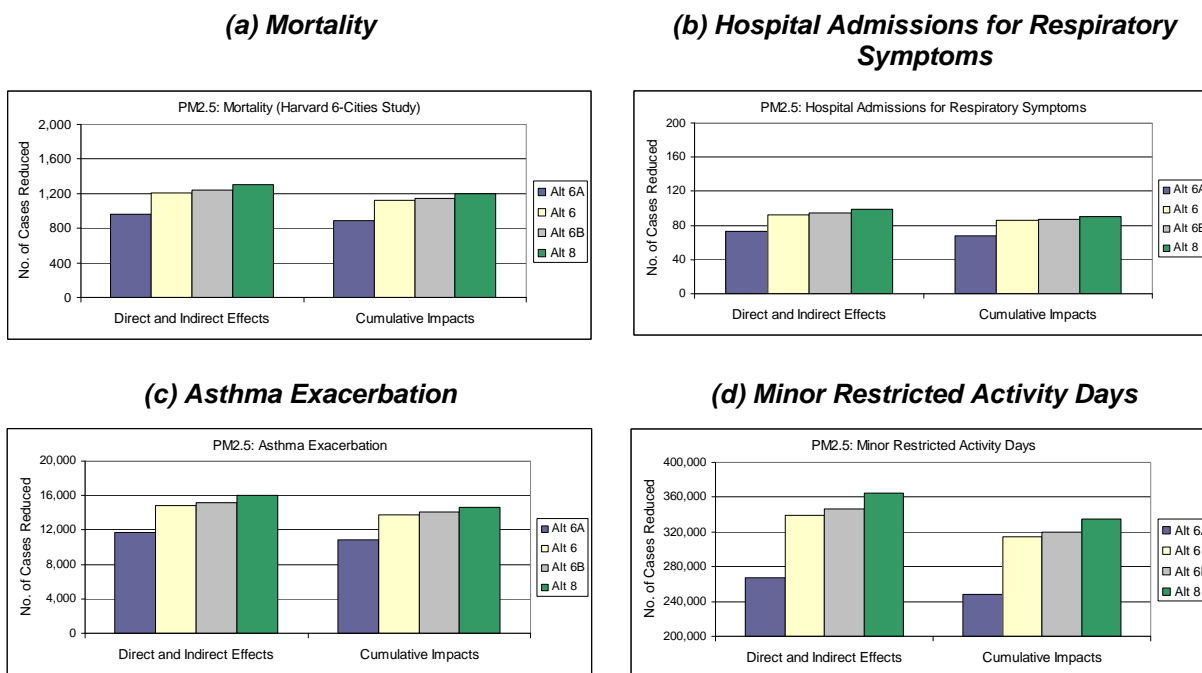 (a) Mortality
PM2.5: Mortality (Harvard 6-Cities Study)
No. of Cases Reduced
2,000
1,600
1,200
800
400
0
Direct and Indirect Effects
Cumulative Impacts
Alt 6A
Alt 6
Alt 6B
Alt 8
(b) Hospital Admissions for Respiratory
Symptoms
PM2.5: Hospital Admissions for Respiratory Symptoms
No. of Cases Reduced
200
160
120
80
40
0
Direct and Indirect Effects
Cumulative Impacts
Alt 6A
Alt 6
Alt 6B
Alt 8
(c) Asthma Exacerbation
PM2.5: Asthma Exacerbation
No. of Cases Reduced
20,000
16,000
12,000
8,000
4,000
0
Direct and Indirect Effects
Cumulative Impacts
Alt 6A
Alt 6
Alt 6B
Alt 8
(d) Minor Restricted Activity Days
PM2.5: Minor Restricted Activity Days
No. of Cases Reduced
400,000
360,000
320,000
280,000
240,000
200,000
Direct and Indirect Effects
Cumulative Impacts
Alt
Alt 6
Alt
Alt 8